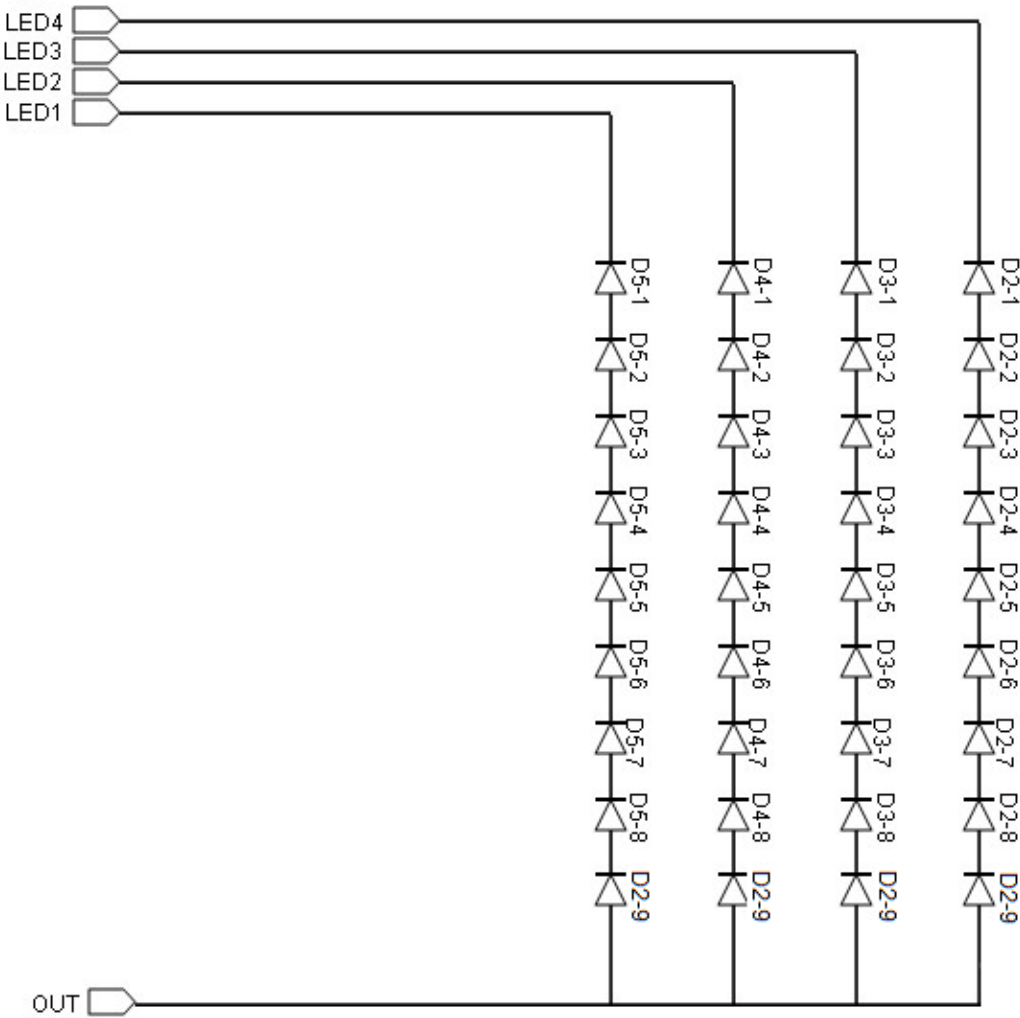 LED4
LED3
LED2
LED1
D5-1
D4-1
D3-1
D2-1
D5-2
D4-2
D3-2
D2-2
D5-3
D4-3
D3-3
D2-3
D5-4
D4-4
D3-4
D2-4
D5-5
D4-5
D3-5
D2-5
D5-6
D4-6
D3-6
D2-6
D5-7
D4-7
D3-7
D2-7
D5-8
D4-8
D3-8
D2-8
D2-9
D2-9
D2-9
D2-9
OUT